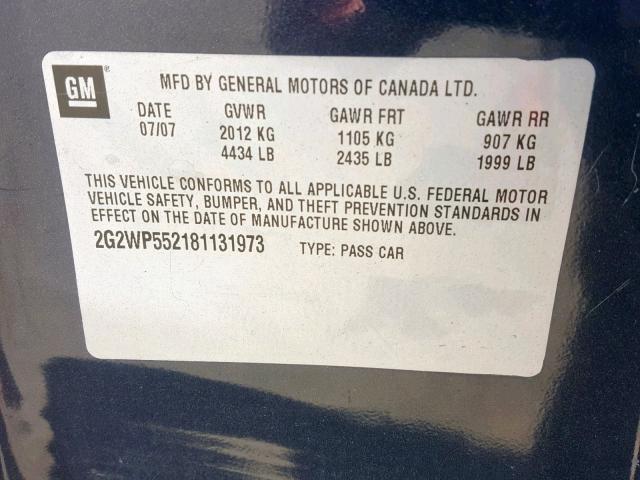 GM ®
MFD BY GENERAL MOTORS OF CANADA LTD.
DATE GVWR GAWR FRT GAWR RR
07/07 2012 KG 1105 KG 907 KG
4434 LB 2435 LB 1999 LB
THIS VEHICLE CONFORMS TO ALL APPLICABLE U.S. FEDERAL MOTOR
VEHICLE SAFETY, BUMPER, AND THEFT PREVENTION STANDARDS IN
EFFECT ON THE DATE OF MANUFACTURE SHOWN ABOVE.
2G2WP552181131973 TYPE: PASS CAR